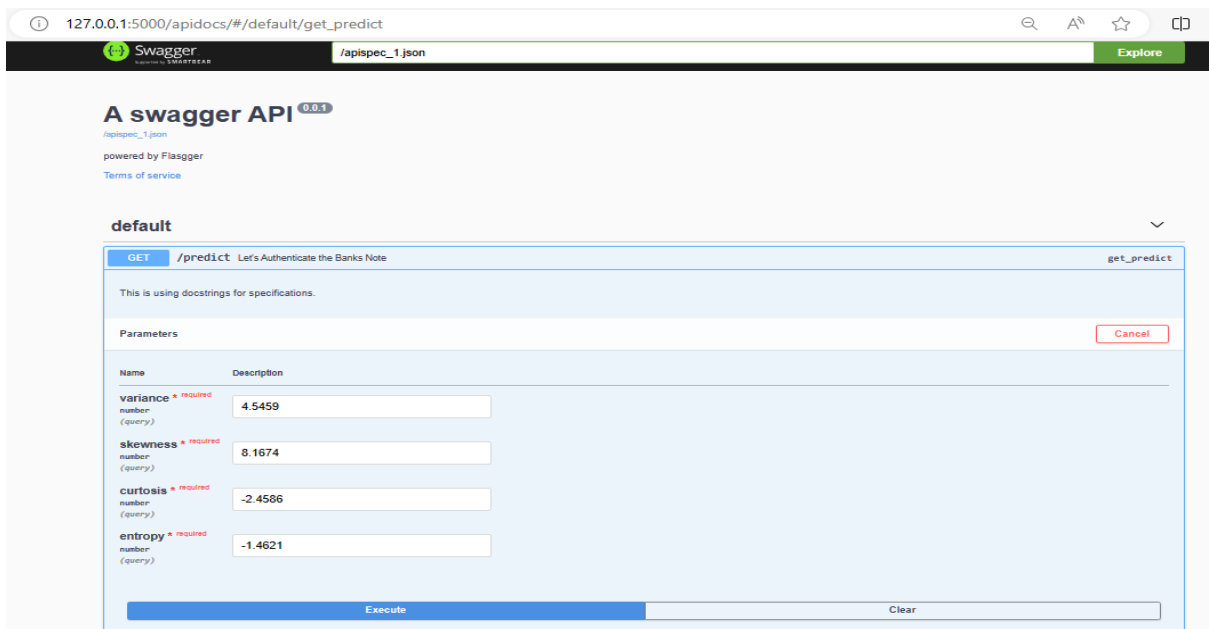 127.0.0.1:5000/apidocs/#/default/get_predict
Swagger
Supported by SMARTBEAR
/apispec_1.json
Explore
A swagger API 0.0.1
/apispec_1.json
powered by Flasgger
Terms of service
default
GET /predict Let's Authenticate the Banks Note get_predict
This is using docstrings for specifications.
Parameters
Cancel
Name Description
variance * required
number
(query)
4.5459
skewness * required
number
(query)
8.1674
curtosis * required
number
(query)
-2.4586
entropy * required
number
(query)
-1.4621
Execute Clear